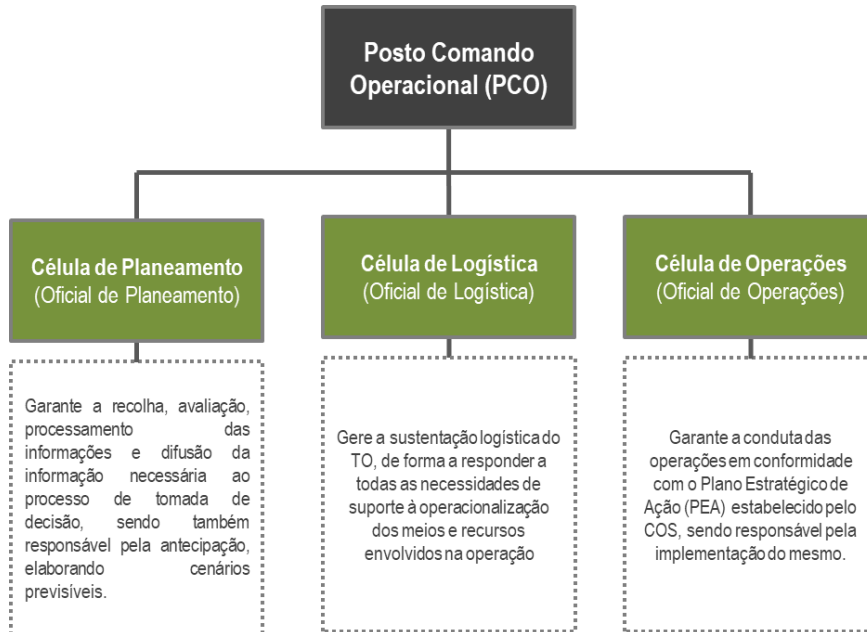 Posto Comando
Operacional (PCO)
Célula de Planeamento
(Oficial de Planeamento)
Garante a recolha, avaliação,
processamento das
informações e difusão da
informação necessária ao
processo de tomada de
decisão, sendo também
responsável pela antecipação,
elaborando cenários
previsíveis.
Célula de Logística
(Oficial de Logística)
Gere a sustentação logística do
TO, de forma a responder a
todas as necessidades de
suporte à operacionalização
dos meios e recursos
envolvidos na operação
Célula de Operações
(Oficial de Operações)
Garante a conduta das
operações em conformidade
com o Plano Estratégico de
Ação (PEA) estabelecido pelo
COS, sendo responsável pela
implementação do mesmo.